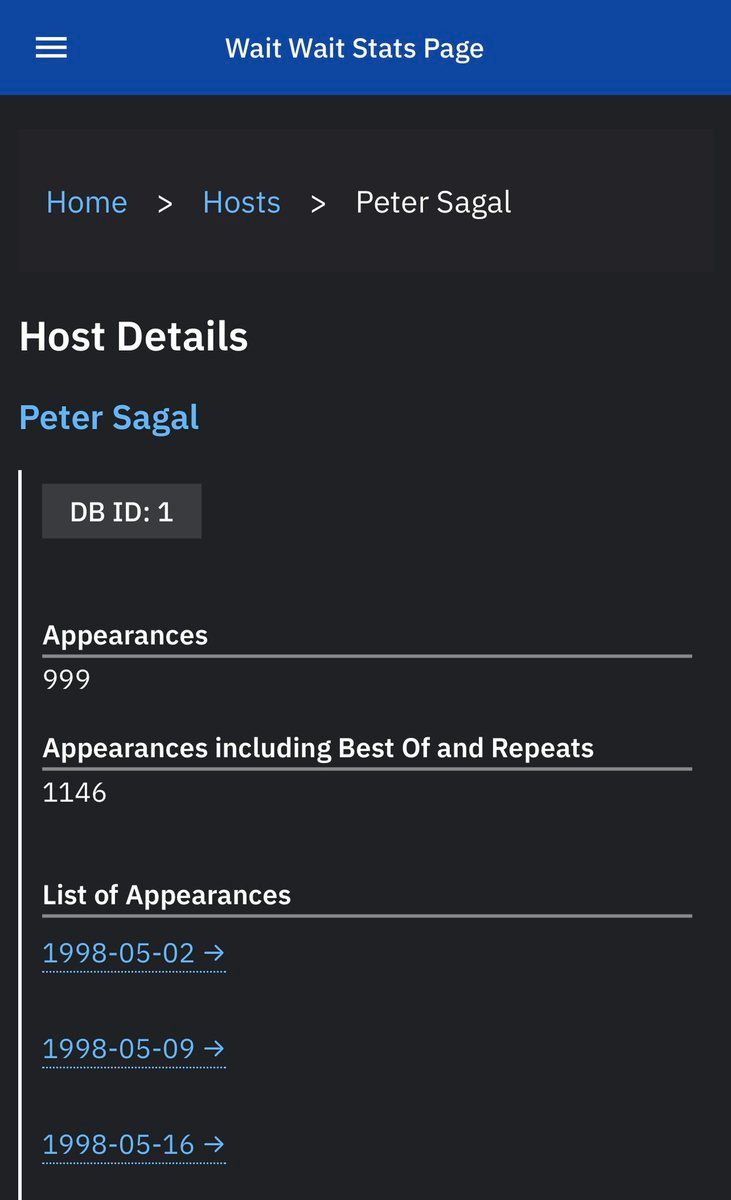 Wait Wait Stats Page
Home > Hosts > Peter Sagal
Host Details
Peter Sagal
DB ID: 1
Appearances
999
Appearances including Best Of and Repeats
1146
List of Appearances
1998-05-02 →
1998-05-09 →
1998-05-16 →